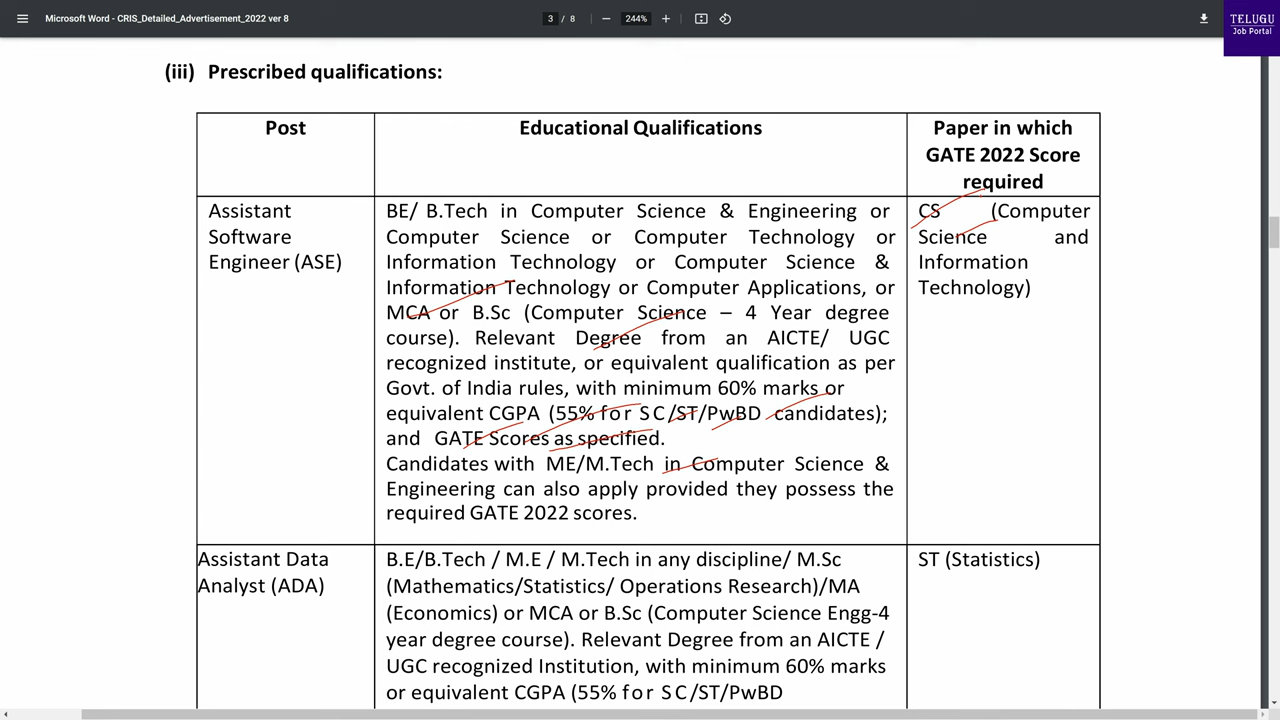 Microsoft Word - CRIS_Detailed_Advertisement_2022 ver 8
3 / 8
244%
TELUGU
Job Portal
(iii) Prescribed qualifications:
Post
Educational Qualifications
Paper in which
GATE 2022 Score
required
Assistant
Software
Engineer (ASE)
BE/ B.Tech in Computer Science & Engineering or
Computer Science or Computer Technology or
Information Technology or Computer Science &
Information Technology or Computer Applications, or
MCA or B.Sc (Computer Science – 4 Year degree
course). Relevant Degree from an AICTE/ UGC
recognized institute, or equivalent qualification as per
Govt. of India rules, with minimum 60% marks or
equivalent CGPA (55% for SC/ST/PwBD candidates);
and GATE Scores as specified.
Candidates with ME/M.Tech in Computer Science &
Engineering can also apply provided they possess the
required GATE 2022 scores.
CS (Computer
Science and
Information
Technology)
Assistant Data
Analyst (ADA)
B.E/B.Tech / M.E / M.Tech in any discipline/ M.Sc
(Mathematics/Statistics/ Operations Research)/MA
(Economics) or MCA or B.Sc (Computer Science Engg-4
year degree course). Relevant Degree from an AICTE /
UGC recognized Institution, with minimum 60% marks
or equivalent CGPA (55% for SC/ST/PwBD
ST (Statistics)